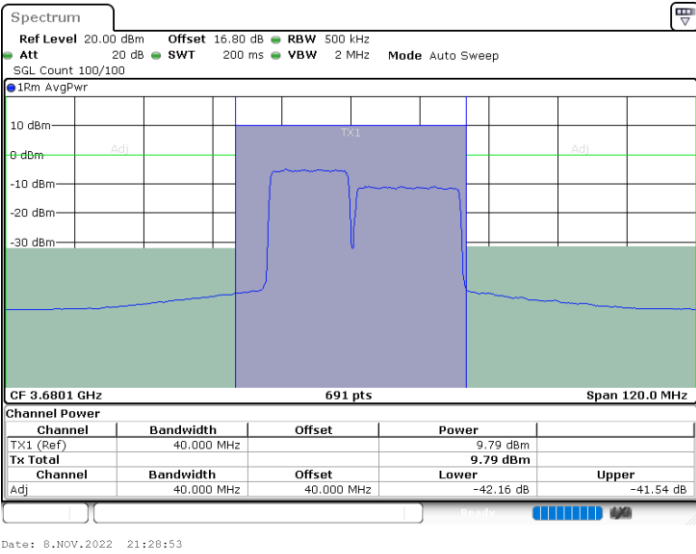 Spectrum
Ref Level 20.00 dBm Offset 16.80 dB RBW 500 kHz
Att 20 dB SWT 200 ms VBW 2 MHz Mode Auto Sweep
SGL Count 100/100
1Rm AvgPwr
10 dBm
TX1
Adj Adj
0 dBm
-10 dBm
-20 dBm
-30 dBm
CF 3.6801 GHz 691 pts Span 120.0 MHz
Channel Power
Channel Bandwidth Offset Power
TX1 (Ref) 40.000 MHz 9.79 dBm
Tx Total 9.79 dBm
Channel Bandwidth Offset Lower Upper
Adj 40.000 MHz 40.000 MHz -42.16 dB -41.54 dB
Ready
Date: 8.NOV.2022 21:28:53